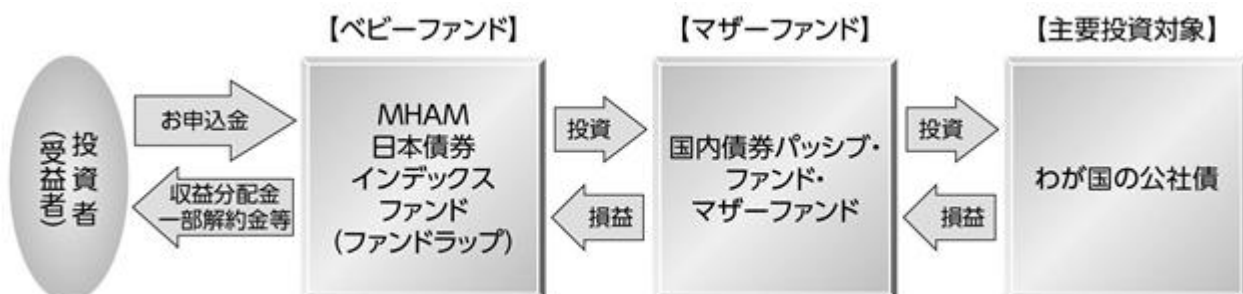 【ベビーファンド】
【マザーファンド】
【主要投資対象】
投資者
(受益者)
お申込金
収益分配金
一部解約金等
MHAM
日本債券
インデックス
ファンド
(ファンドラップ)
投資
損益
国内債券パッシブ・
ファンド・
マザーファンド
投資
損益
わが国の公社債